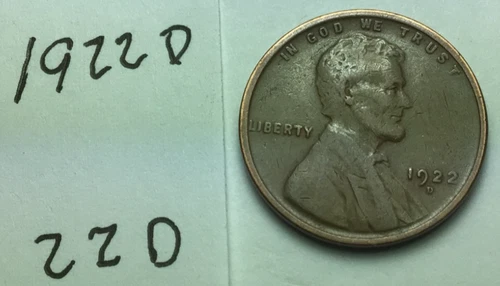 1922D
22D
IN GOD WE TRUST
LIBERTY
1922
D